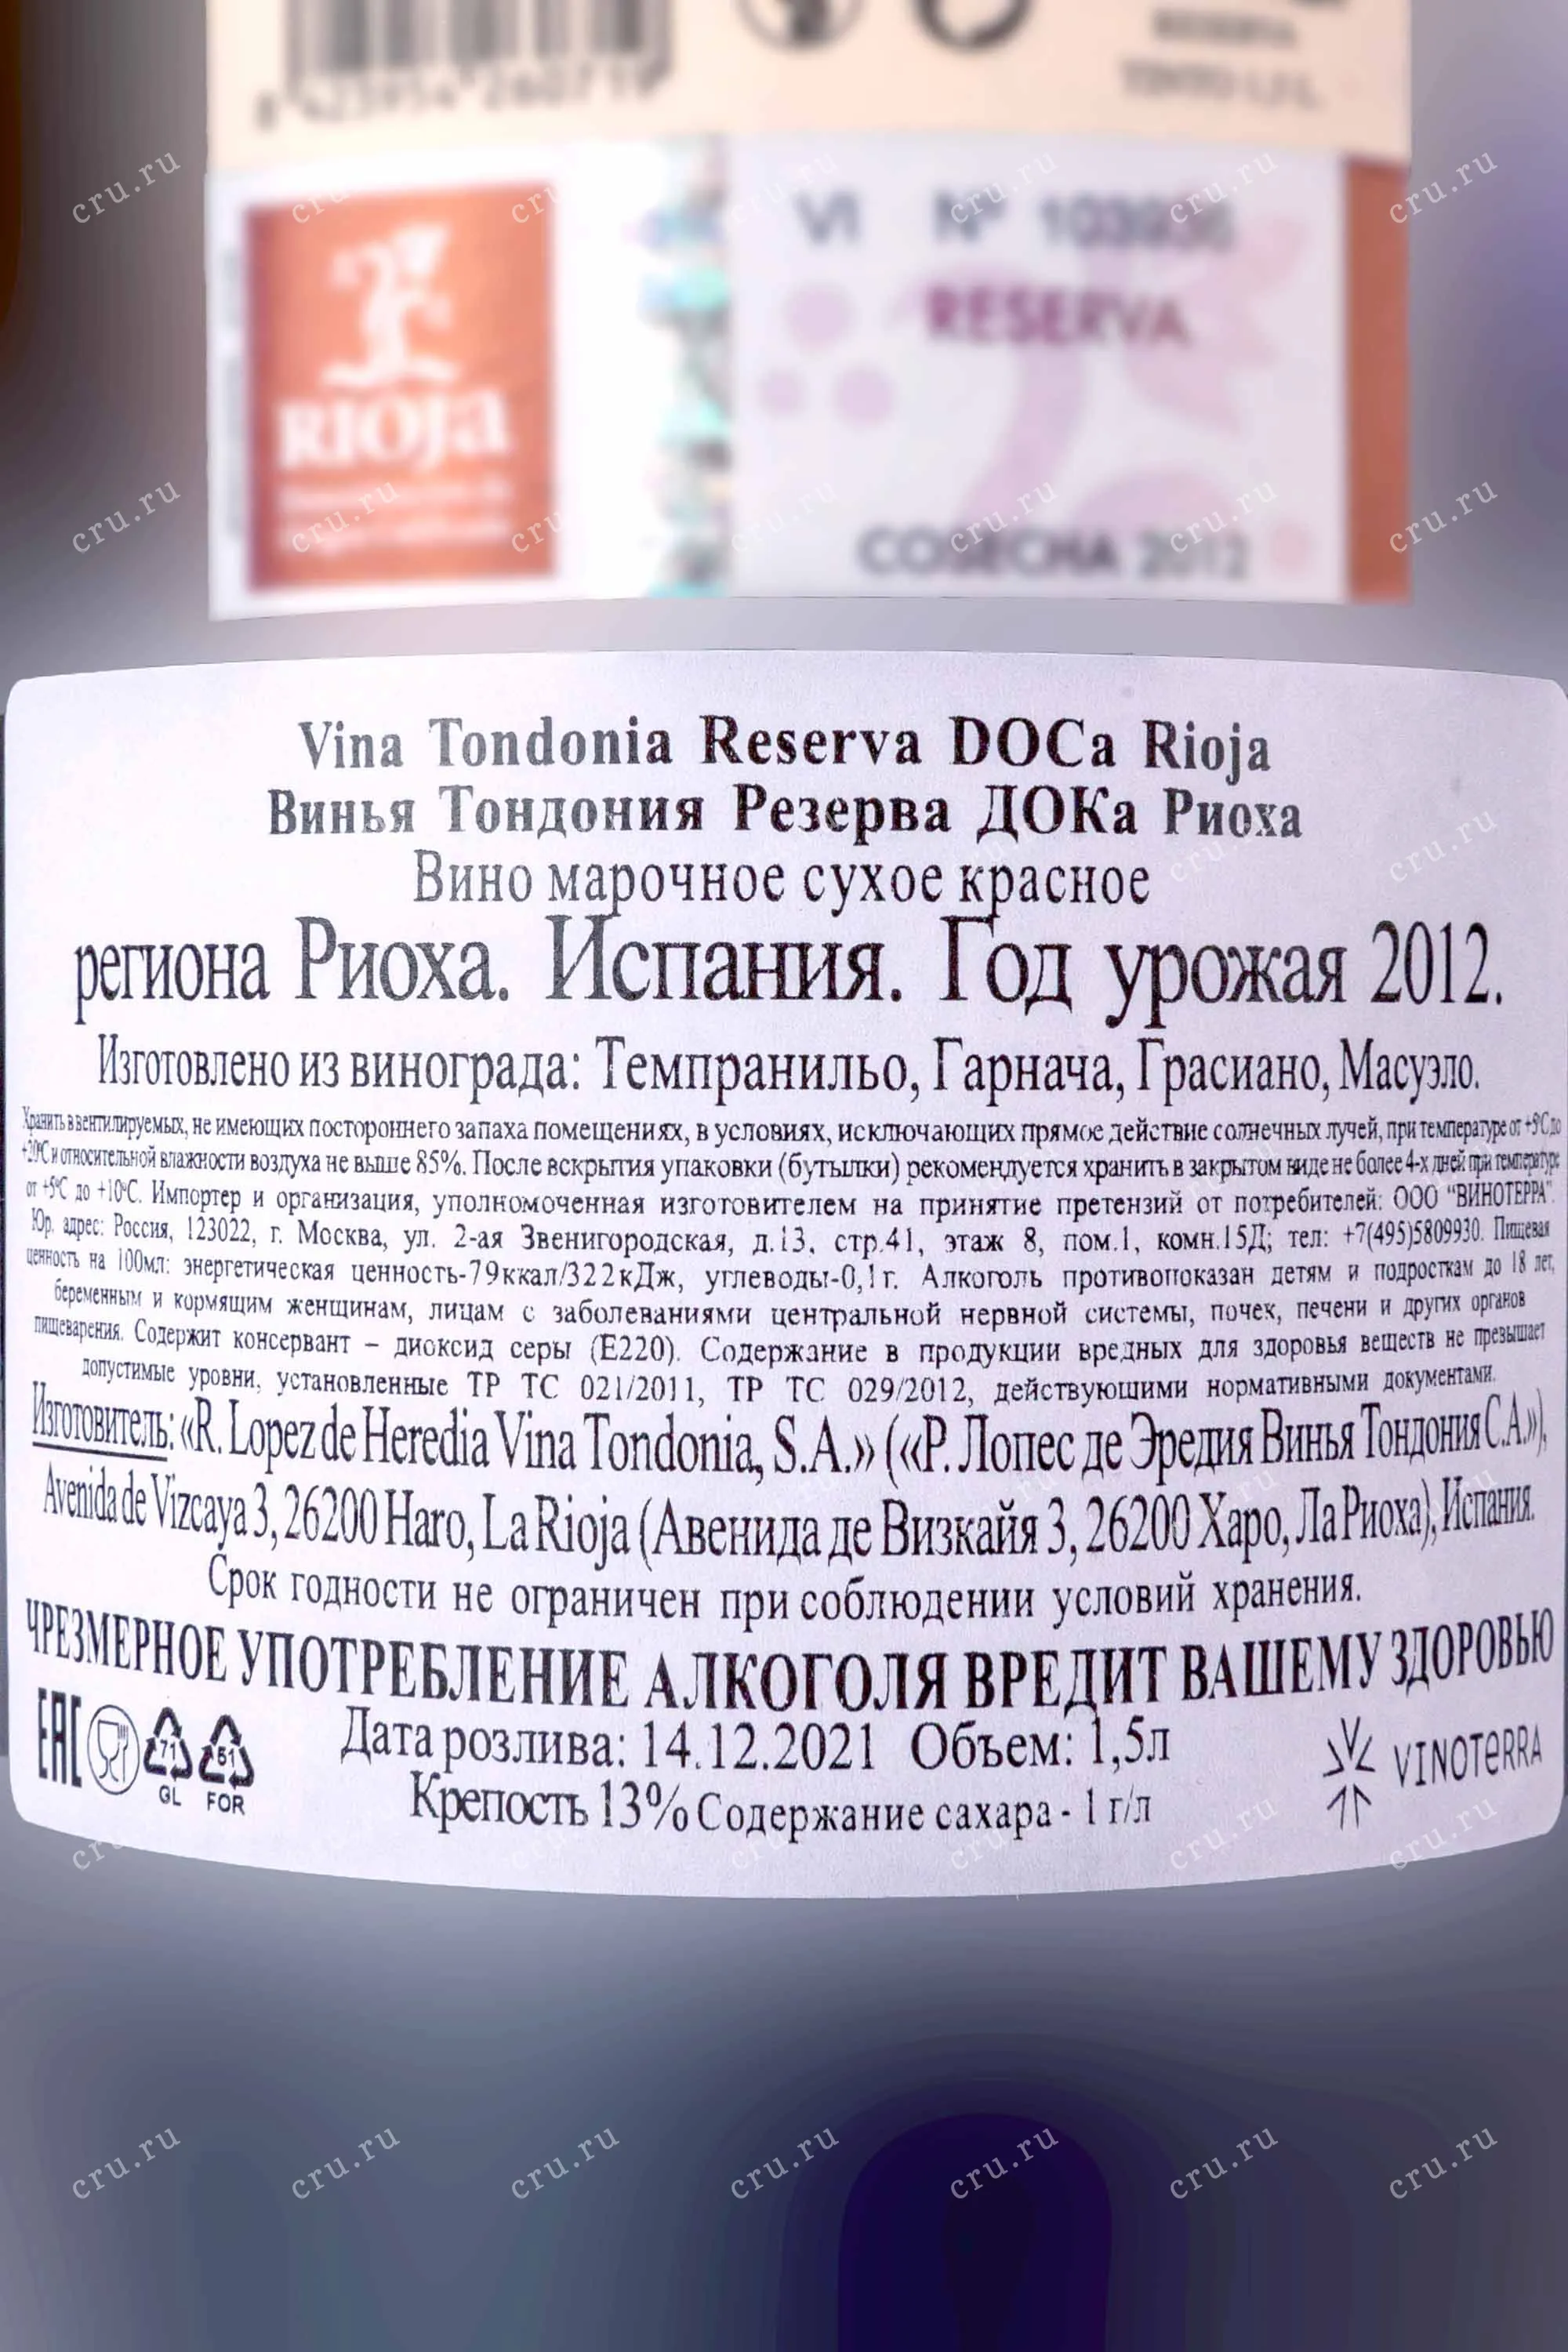 RESERVA
TINTO 1,5 L.
VI Nº
RIOJA
RESERVA
COSECHA 2012
Vina Tondonia Reserva DOCa Rioja
Винья Тондония Резерва ДОКа Риоха
Вино марочное сухое красное
региона Риоха. Испания. Год урожая 2012.
Изготовлено из винограда: Темпранильо, Гарнача, Грасиано, Масуэло.
Хранить в вентилируемых, не имеющих постороннего запаха помещениях, в условиях, исключающих прямое действие солнечных лучей, при температуре от +5°С до
+20°С и относительной влажности воздуха не выше 85%. После вскрытия упаковки (бутылки) рекомендуется хранить в закрытом виде не более 4-х дней при температуре
от +5°С до +10°С. Импортер и организация, уполномоченная изготовителем на принятие претензий от потребителей: ООО "ВИНОТЕРРА".
Юр. адрес: Россия, 123022, г. Москва, ул. 2-ая Звенигородская, д.13, стр.41, этаж 8, пом.1, комн.15Д; тел: +7(495)5809930. Пищевая
ценность на 100мл: энергетическая ценность-79ккал/322кДж, углеводы-0,1г. Алкоголь противопоказан детям и подросткам до 18 лет,
беременным и кормящим женщинам, лицам с заболеваниями центральной нервной системы, почек, печени и других органов
пищеварения. Содержит консервант – диоксид серы (Е220). Содержание в продукции вредных для здоровья веществ не превышает
допустимые уровни, установленные ТР ТС 021/2011, ТР ТС 029/2012, действующими нормативными документами.
Изготовитель: «R. Lopez de Heredia Vina Tondonia, S.A.» («Р. Лопес де Эредия Винья Тондония С.А.»),
Avenida de Vizcaya 3, 26200 Haro, La Rioja (Авенида де Визкайя 3, 26200 Харо, Ла Риоха), Испания.
Срок годности не ограничен при соблюдении условий хранения.
ЧРЕЗМЕРНОЕ УПОТРЕБЛЕНИЕ АЛКОГОЛЯ ВРЕДИТ ВАШЕМУ ЗДОРОВЬЮ
Дата розлива: 14.12.2021 Объем: 1,5л
Крепость 13% Содержание сахара - 1 г/л
EAC
71
GL
51
FOR
VINOTERRA
cru.ru